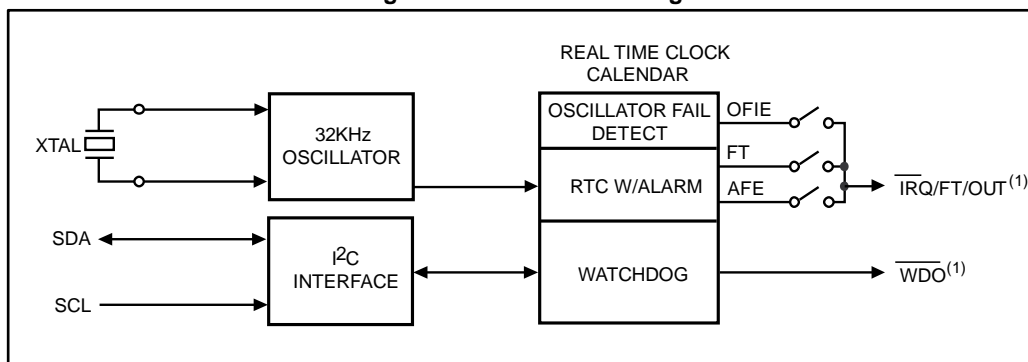 REAL TIME CLOCK
CALENDAR
XTAL
32KHz
OSCILLATOR
OSCILLATOR FAIL
DETECT
OFIE
FT
RTC W/ALARM
AFE
IRQ/FT/OUT(1)
SDA
I2C
INTERFACE
WATCHDOG
WDO(1)
SCL